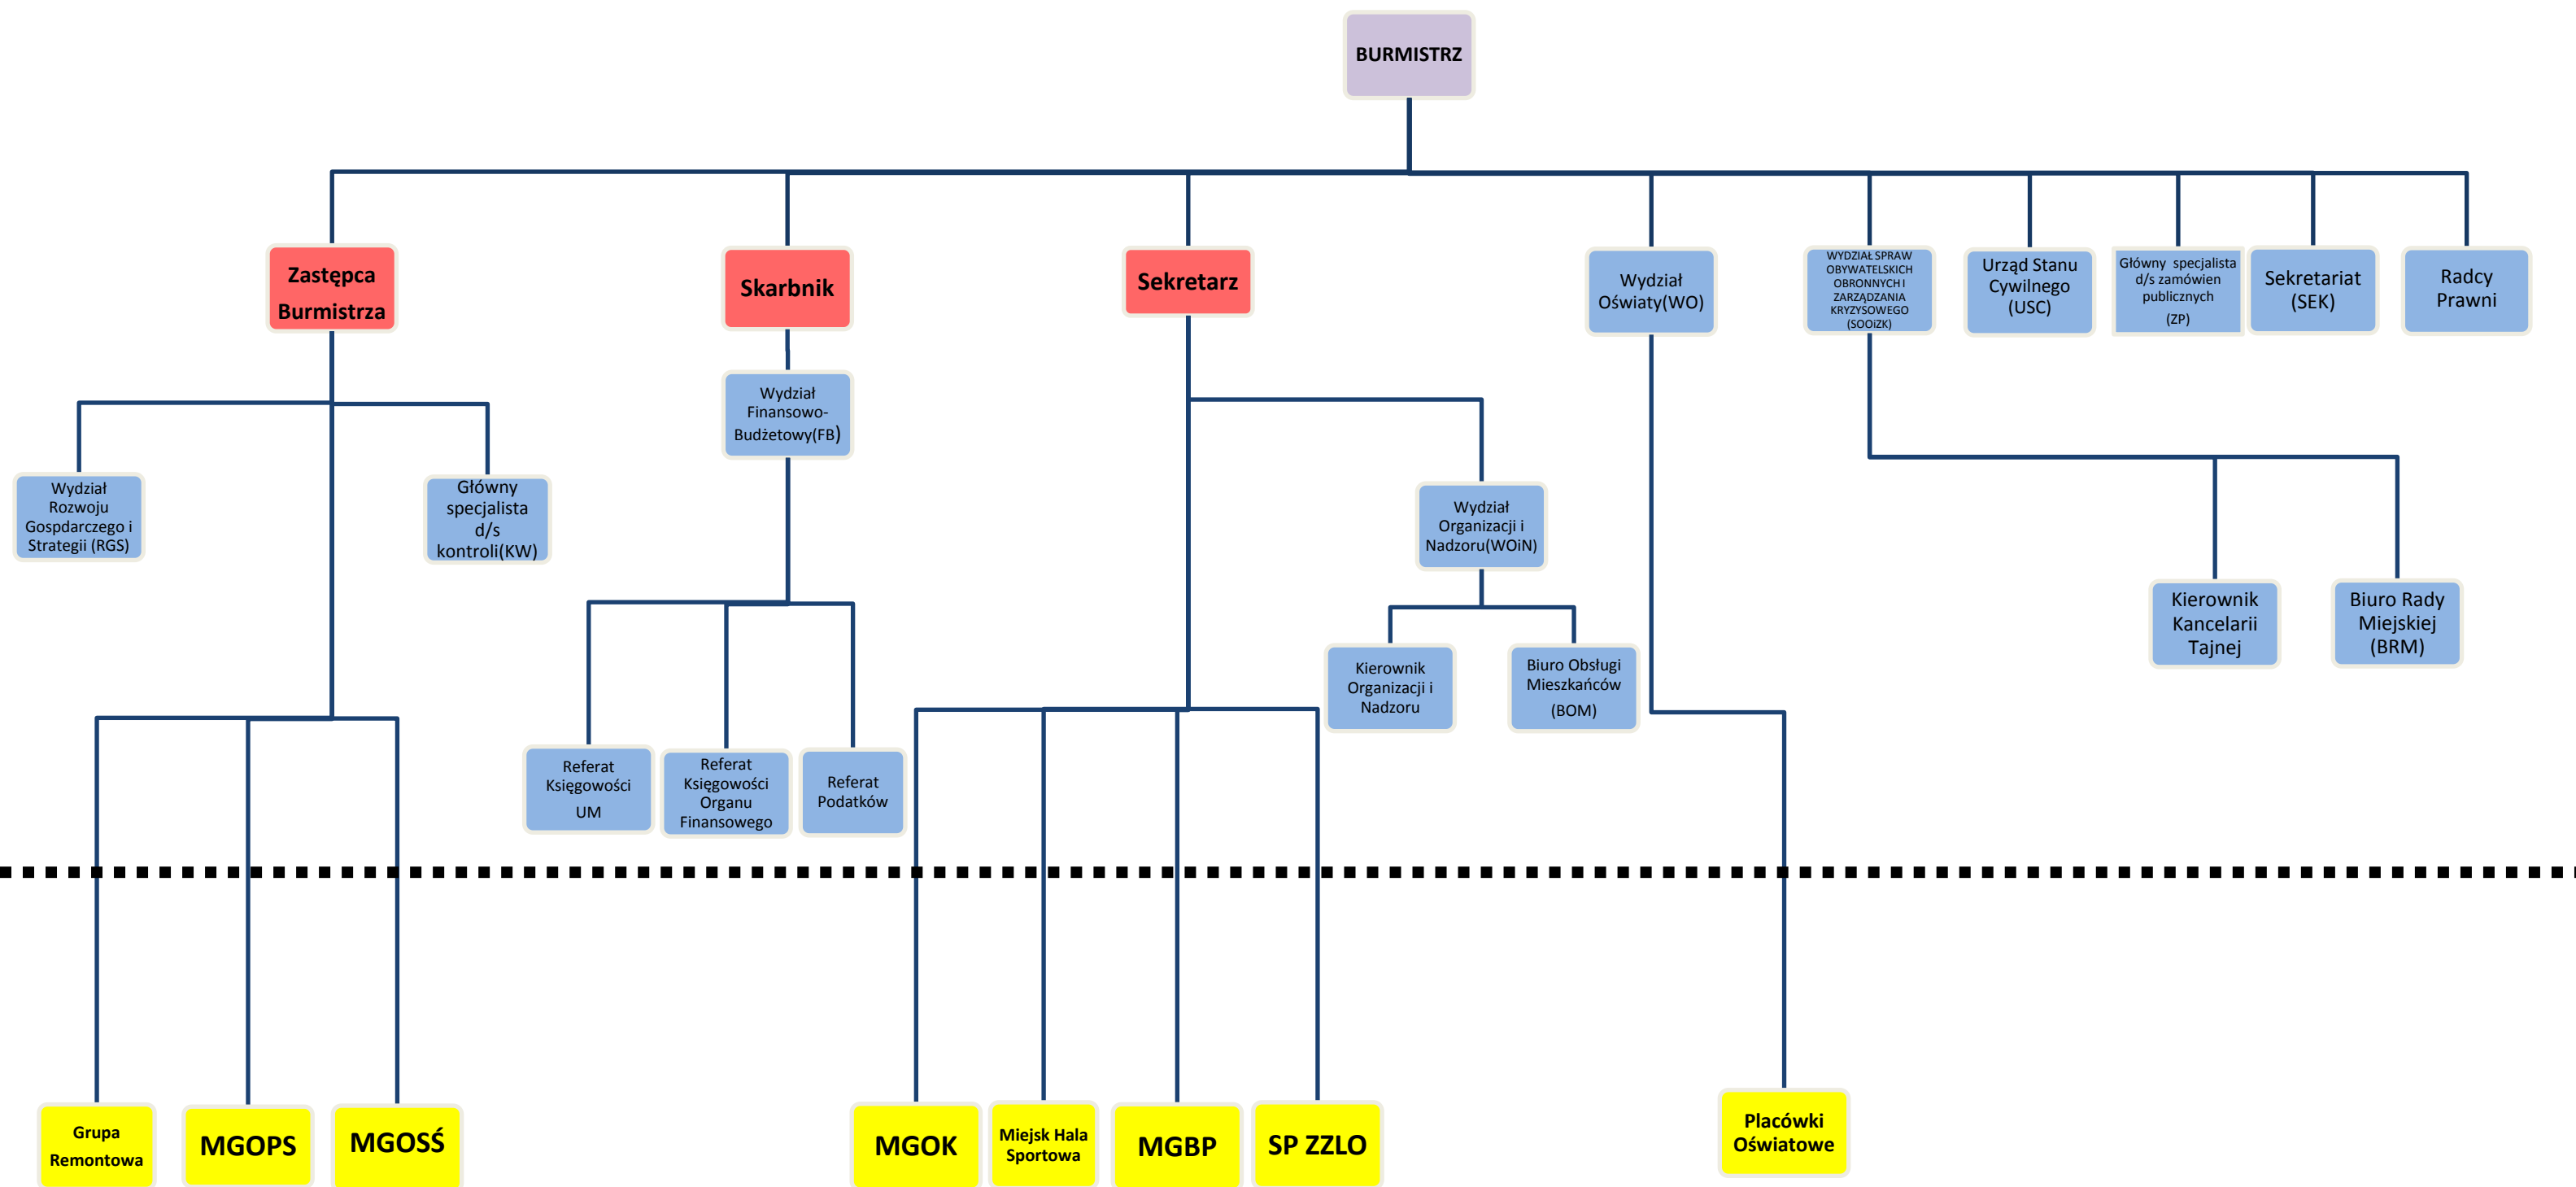 BURMISTRZ
Zastępca
Burmistrza
Skarbnik
Sekretarz
Wydział
Oświaty(WO)
WYDZIAŁ SPRAW
OBYWATELSKICH
OBRONNYCH I
ZARZĄDZANIA
KRYZYSOWEGO
(SOOiZK)
Urząd Stanu
Cywilnego
(USC)
Główny specjalista
d/s zamówien
publicznych
(ZP)
Sekretariat
(SEK)
Radcy
Prawni
Wydział
Finansowo-
Budżetowy(FB)
Wydział
Rozwoju
Gospdarczego i
Strategii (RGS)
Główny
specjalista
d/s
kontroli(KW)
Wydział
Organizacji i
Nadzoru(WOiN)
Kierownik
Kancelarii
Tajnej
Biuro Rady
Miejskiej
(BRM)
Kierownik
Organizacji i
Nadzoru
Biuro Obsługi
Mieszkańców
(BOM)
Referat
Księgowości
UM
Referat
Księgowości
Organu
Finansowego
Referat
Podatków
Grupa
Remontowa
MGOPS
MGOSŚ
MGOK
Miejsk Hala
Sportowa
MGBP
SP ZZLO
Placówki
Oświatowe